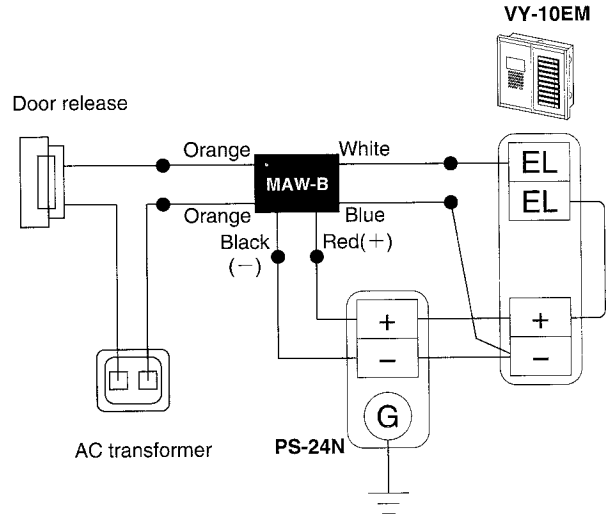 VY-10EM
Door release
Orange
White
MAW-B
EL
EL
Orange
Blue
Black
(−)
Red(+)
+
−
+
−
G
PS-24N
AC transformer